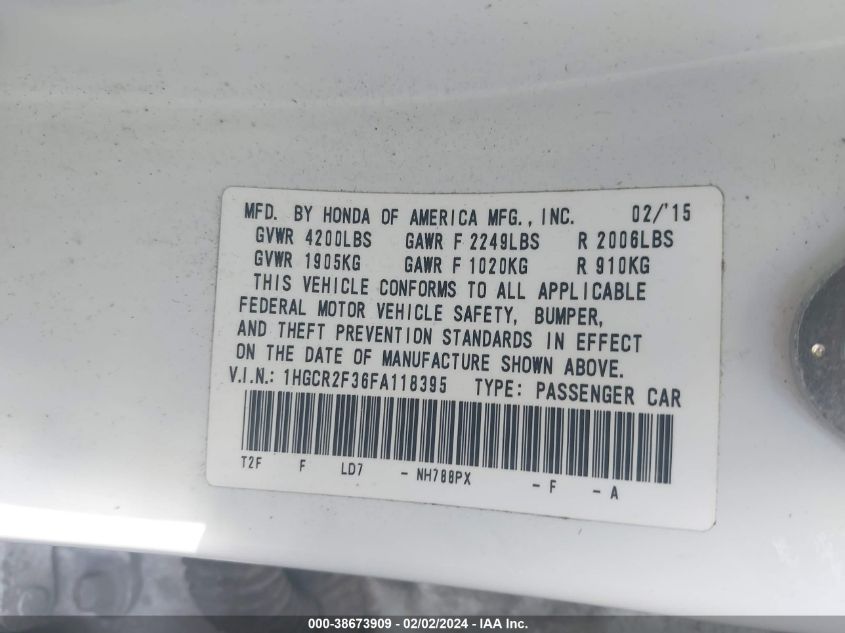 MFD. BY HONDA OF AMERICA MFG., INC. 02/'15
GVWR 4200LBS GAWR F 2249LBS R 2006LBS
GVWR 1905KG GAWR F 1020KG R 910KG
THIS VEHICLE CONFORMS TO ALL APPLICABLE
FEDERAL MOTOR VEHICLE SAFETY, BUMPER,
AND THEFT PREVENTION STANDARDS IN EFFECT
ON THE DATE OF MANUFACTURE SHOWN ABOVE.
V.I.N.: 1HGCR2F36FA118395 TYPE: PASSENGER CAR
T2F F LD7 - NH788PX - F - A
000-38673909 - 02/02/2024 - IAA Inc.